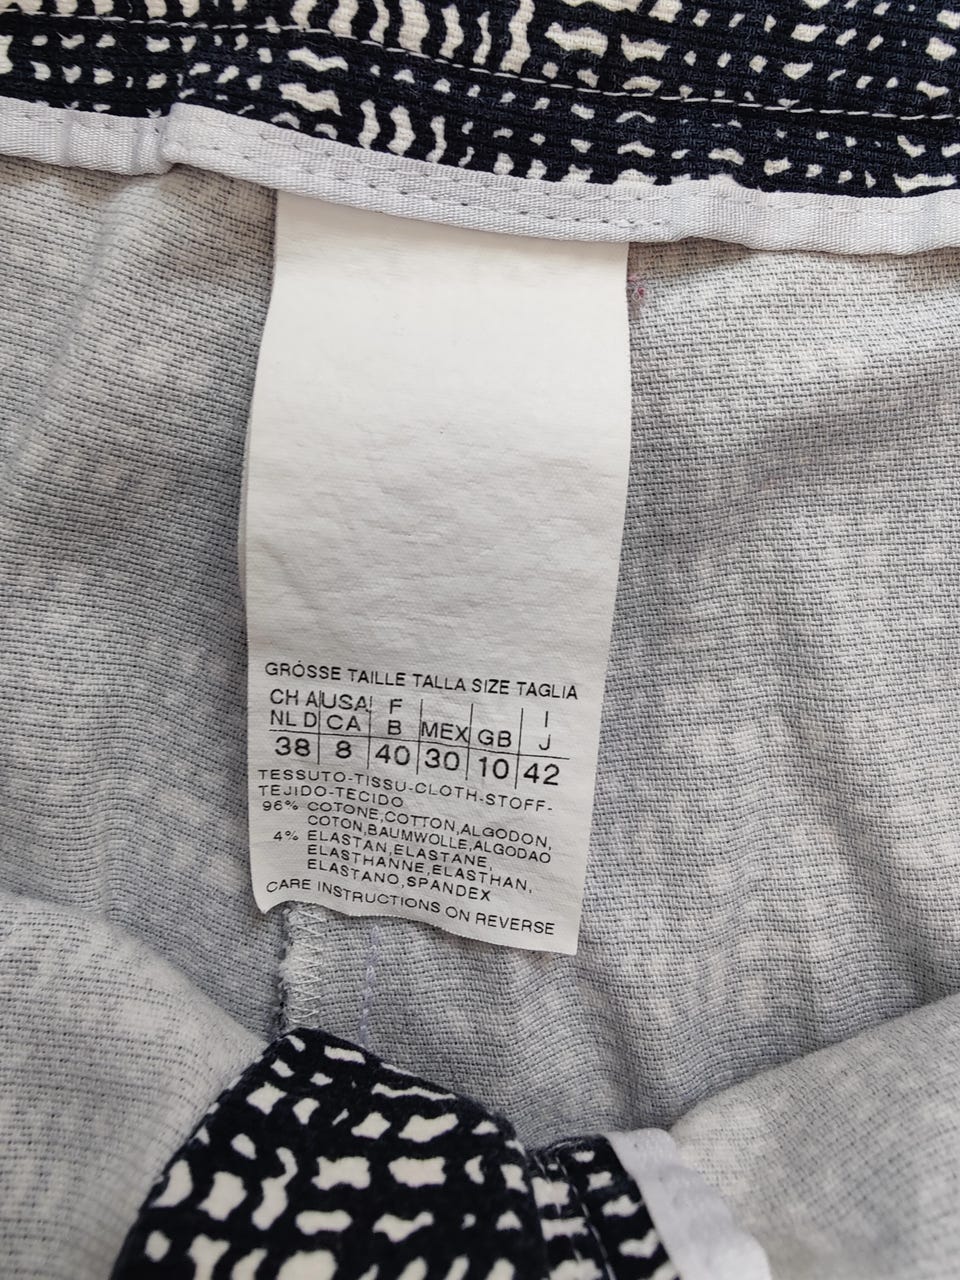 GRÓSSE TAILLE TALLA SIZE TAGLIA
CH A USA F I
NL D CA B MEX GB J
38 8 40 30 10 42
TESSUTO-TISSU-CLOTH-STOFF-
TEJIDO-TECIDO
96% COTONE,COTTON,ALGODON,
COTON,BAUMWOLLE,ALGODAO
4% ELASTAN,ELASTANE,
ELASTHANNE,ELASTHAN,
ELASTANO,SPANDEX
CARE INSTRUCTIONS ON REVERSE